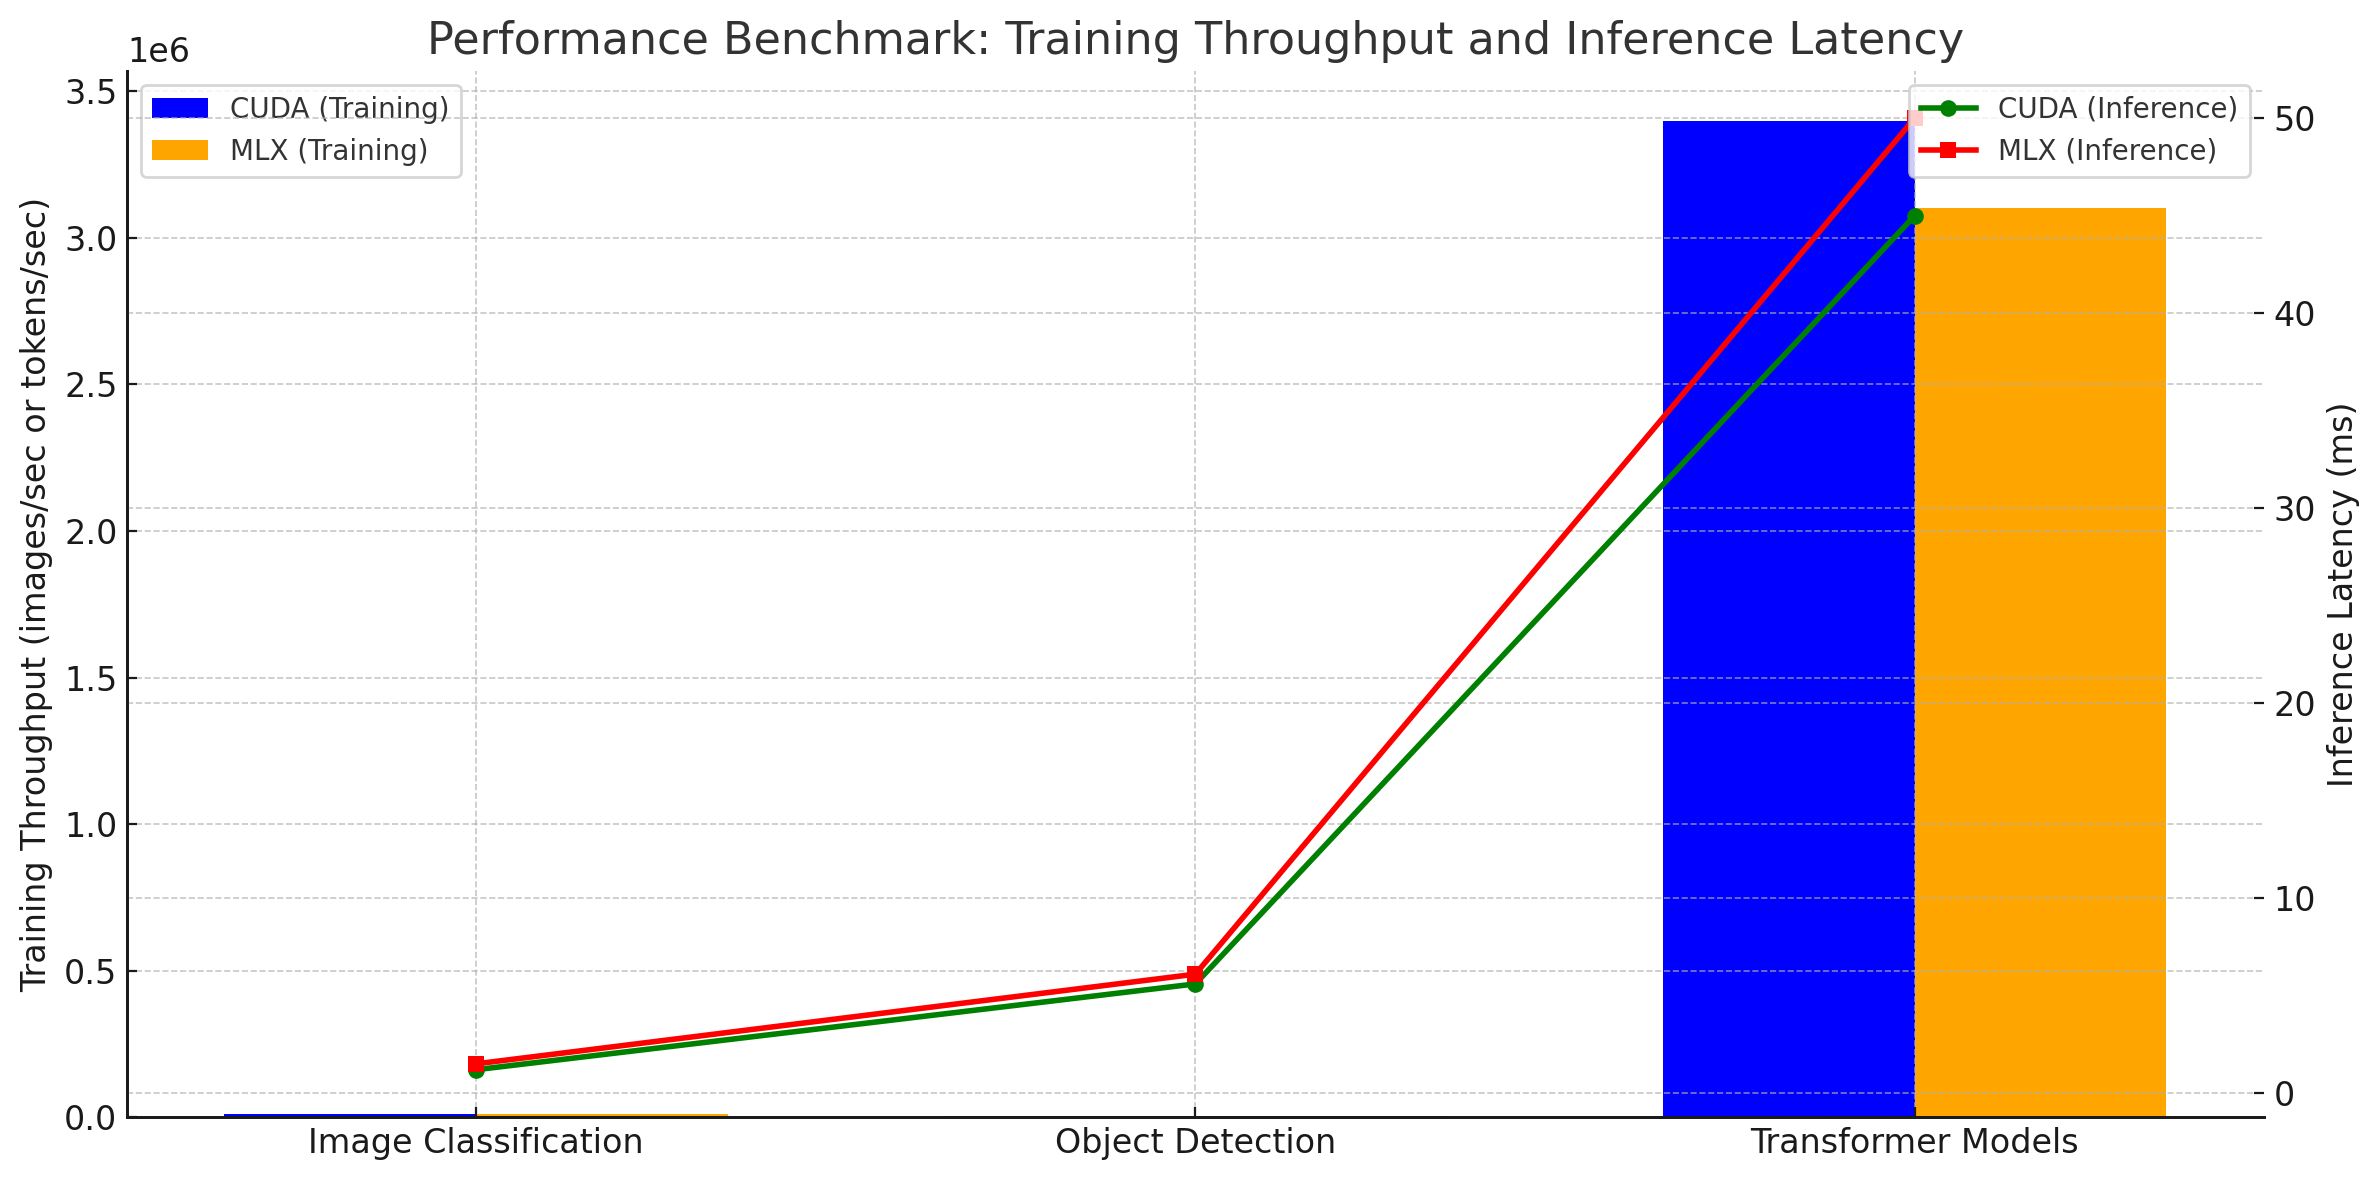 Performance Benchmark: Training Throughput and Inference Latency
1e6
3.5
3.0
2.5
2.0
1.5
1.0
0.5
0.0
Training Throughput (images/sec or tokens/sec)
CUDA (Training)
MLX (Training)
CUDA (Inference)
MLX (Inference)
50
40
30
20
10
0
Inference Latency (ms)
Image Classification
Object Detection
Transformer Models